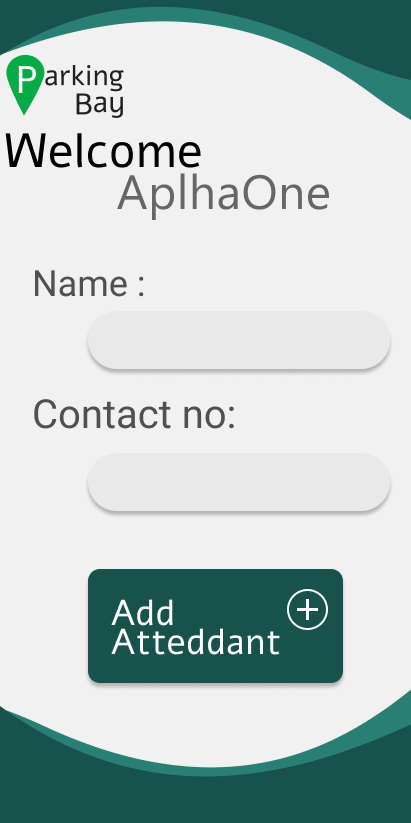 Parking
Bay
Welcome
AplhaOne
Name :
Contact no:
Add
Atteddant